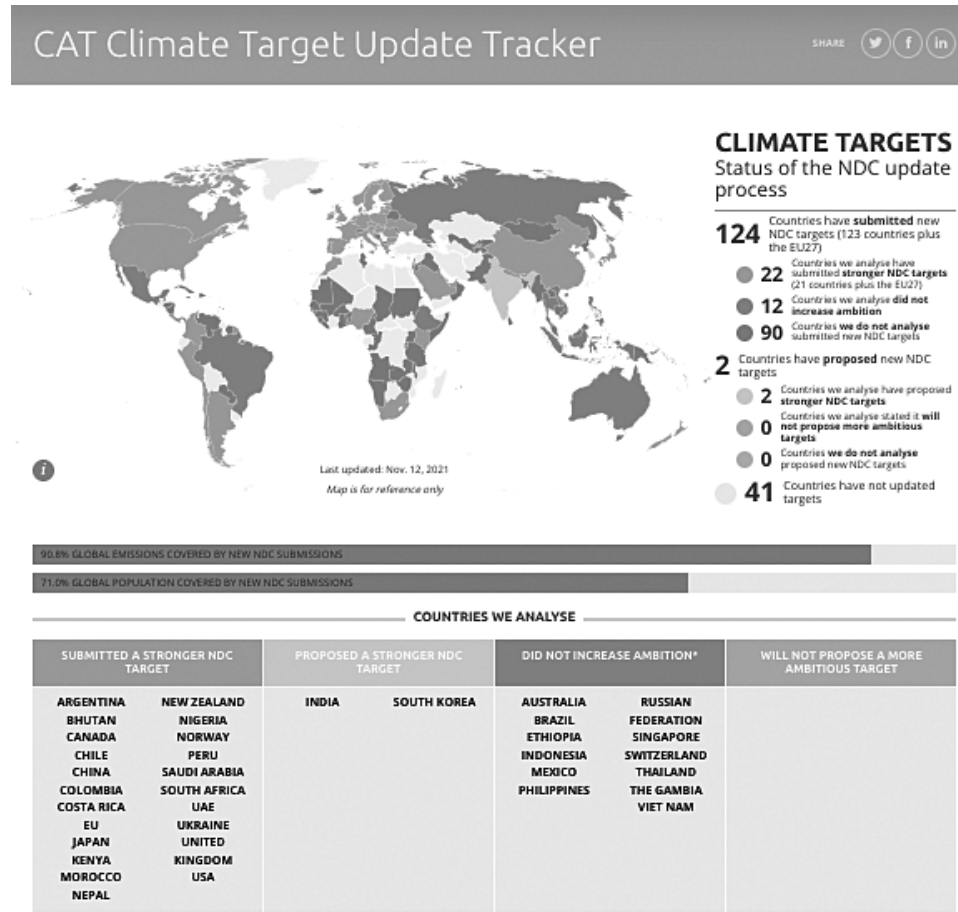 CAT Climate Target Update Tracker
SHARE
f
in
CLIMATE TARGETS
Status of the NDC update
process
124
Countries have submitted new
NDC targets (123 countries plus
the EU27)
22
Countries we analyse have
submitted stronger NDC targets
(21 countries plus the EU27)
12
Countries we analyse did not
increase ambition
90
Countries we do not analyse
submitted new NDC targets
2
Countries have proposed new NDC
targets
2
Countries we analyse have proposed
stronger NDC targets
0
Countries we analyse stated it will
not propose more ambitious
targets
0
Countries we do not analyse
proposed new NDC targets
41
Countries have not updated
targets
i
Last updated: Nov. 12, 2021
Map is for reference only
90.8% GLOBAL EMISSIONS COVERED BY NEW NDC SUBMISSIONS
71.0% GLOBAL POPULATION COVERED BY NEW NDC SUBMISSIONS
COUNTRIES WE ANALYSE
SUBMITTED A STRONGER NDC
TARGET
ARGENTINA
BHUTAN
CANADA
CHILE
CHINA
COLOMBIA
COSTA RICA
EU
JAPAN
KENYA
MOROCCO
NEPAL
NEW ZEALAND
NIGERIA
NORWAY
PERU
SAUDI ARABIA
SOUTH AFRICA
UAE
UKRAINE
UNITED
KINGDOM
USA
PROPOSED A STRONGER NDC
TARGET
INDIA
SOUTH KOREA
DID NOT INCREASE AMBITION*
AUSTRALIA
BRAZIL
ETHIOPIA
INDONESIA
MEXICO
PHILIPPINES
RUSSIAN
FEDERATION
SINGAPORE
SWITZERLAND
THAILAND
THE GAMBIA
VIET NAM
WILL NOT PROPOSE A MORE
AMBITIOUS TARGET